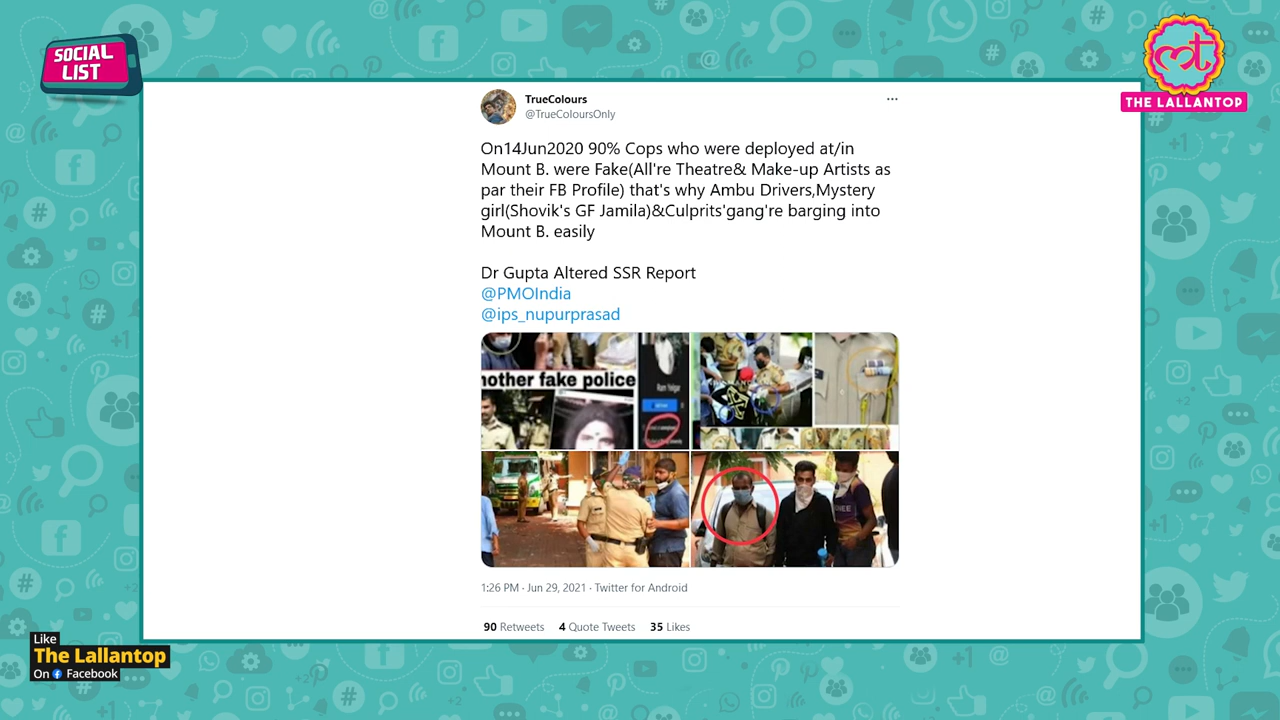 SOCIAL
LIST
THE LALLANTOP
TrueColours
@TrueColoursOnly
On14Jun2020 90% Cops who were deployed at/in
Mount B. were Fake(All're Theatre& Make-up Artists as
par their FB Profile) that's why Ambu Drivers,Mystery
girl(Shovik's GF Jamila)&Culprits'gang're barging into
Mount B. easily
Dr Gupta Altered SSR Report
@PMOIndia
@ips_nupurprasad
nother fake police
1:26 PM · Jun 29, 2021 · Twitter for Android
90 Retweets 4 Quote Tweets 35 Likes
Like
The Lallantop
On Facebook